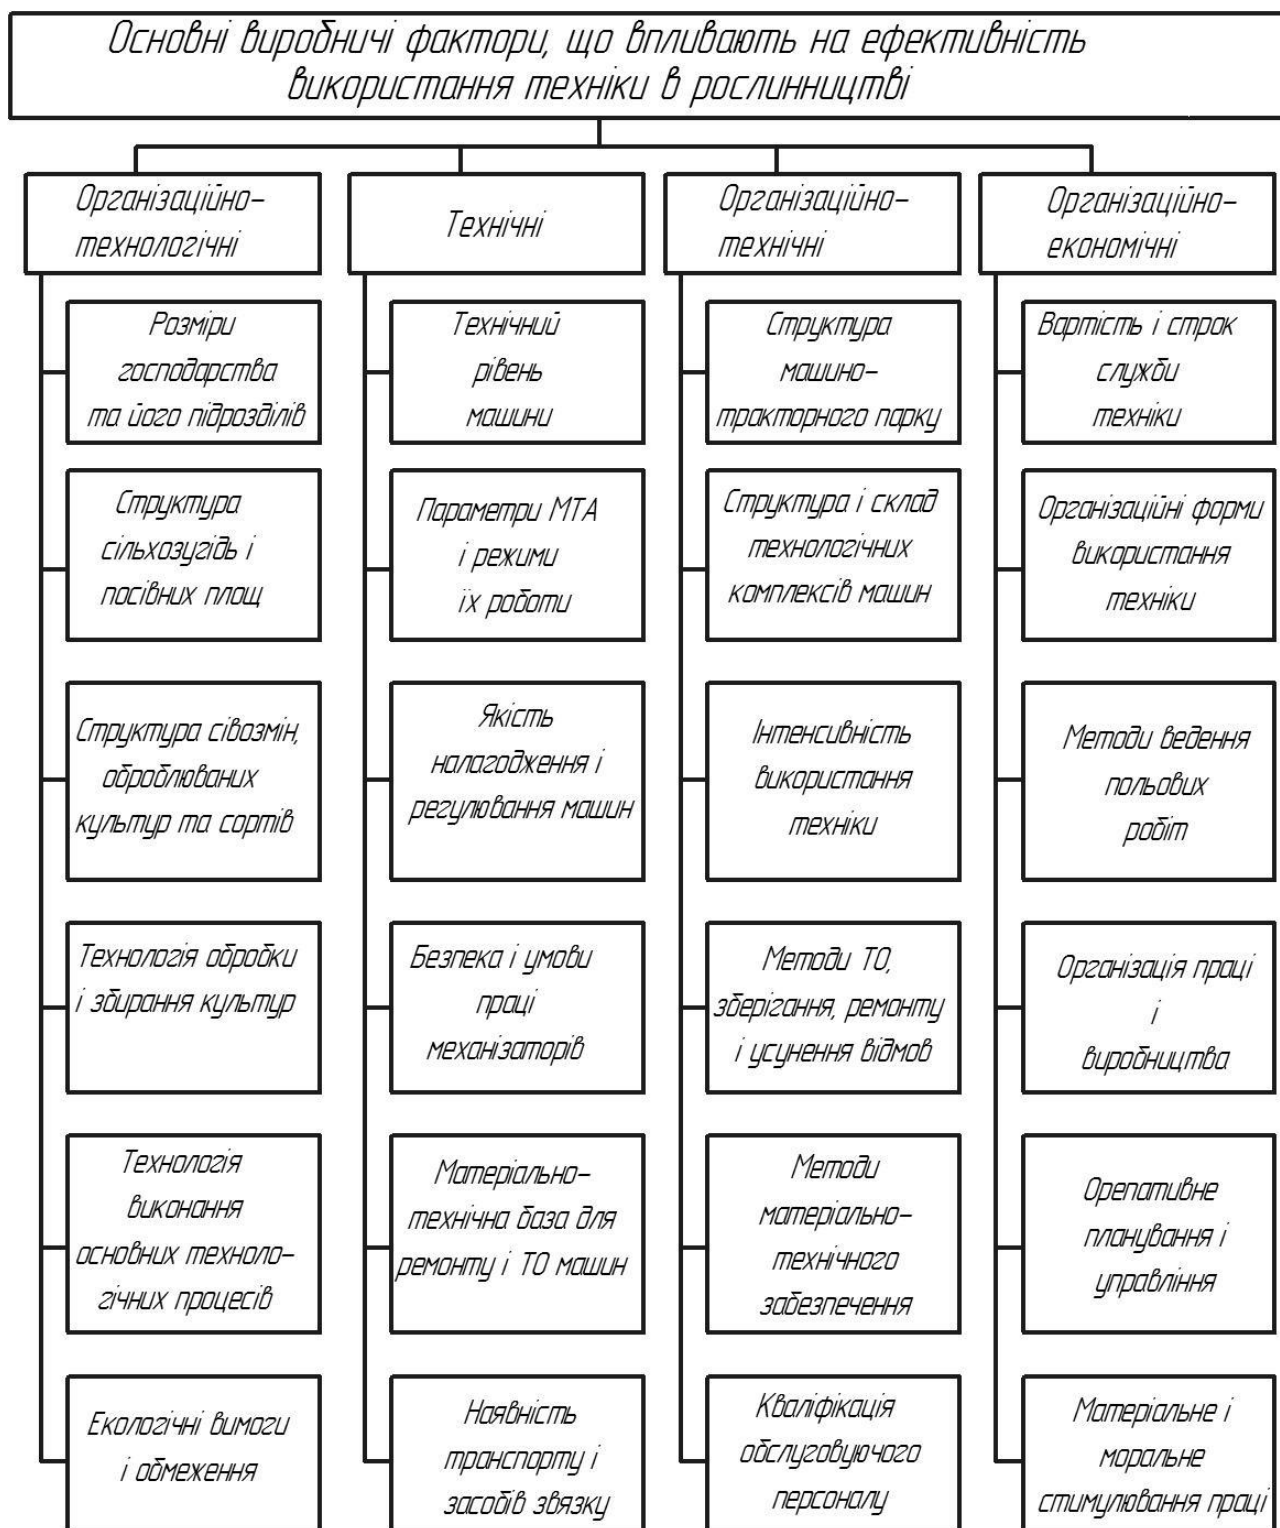 Основні виробничі фактори, що впливають на ефективність
використання техніки в рослинництві
Організаційно-
технологічні
Розміри
господарства
та його підрозділів
Структура
сільхозугідь і
посівних площ
Структура сівозмін,
оброблюваних
культур та сортів
Технологія обробки
і збирання культур
Технологія
виконання
основних техноло-
гічних процесів
Екологічні вимоги
і обмеження
Технічні
Технічний
рівень
машини
Параметри МТА
і режими
їх роботи
Якість
налагодження і
регулювання машин
Безпека і умови
праці
механізаторів
Матеріально-
технічна база для
ремонту і ТО машин
Наявність
транспорту і
засобів звязку
Організаційно-
технічні
Структура
машино-
тракторного парку
Структура і склад
технологічних
комплексів машин
Інтенсивність
використання
техніки
Методи ТО,
зберігання, ремонту
і усунення відмов
Методи
матеріально-
технічного
забезпечення
Кваліфікація
обслуговуючого
персоналу
Організаційно-
економічні
Вартість і строк
служби
техніки
Організаційні форми
використання
техніки
Методи ведення
польових
робіт
Організація праці
і
виробництва
Орепативне
планування і
управління
Матеріальне і
моральне
стимулювання праці